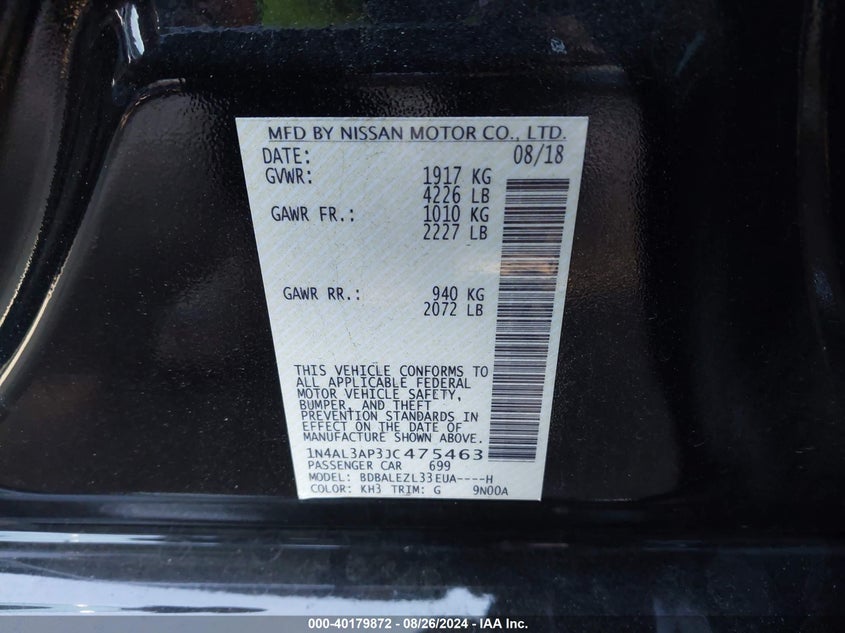 MFD BY NISSAN MOTOR CO., LTD.
DATE: 08/18
GVWR: 1917 KG
4226 LB
GAWR FR.: 1010 KG
2227 LB
GAWR RR.: 940 KG
2072 LB
THIS VEHICLE CONFORMS TO
ALL APPLICABLE FEDERAL
MOTOR VEHICLE SAFETY,
BUMPER, AND THEFT
PREVENTION STANDARDS IN
EFFECT ON THE DATE OF
MANUFACTURE SHOWN ABOVE.
1N4AL3AP3JC475463
PASSENGER CAR 699
MODEL: BDBALEZL33EUA----H
COLOR: KH3 TRIM: G 9N00A
000-40179872 - 08/26/2024 - IAA Inc.